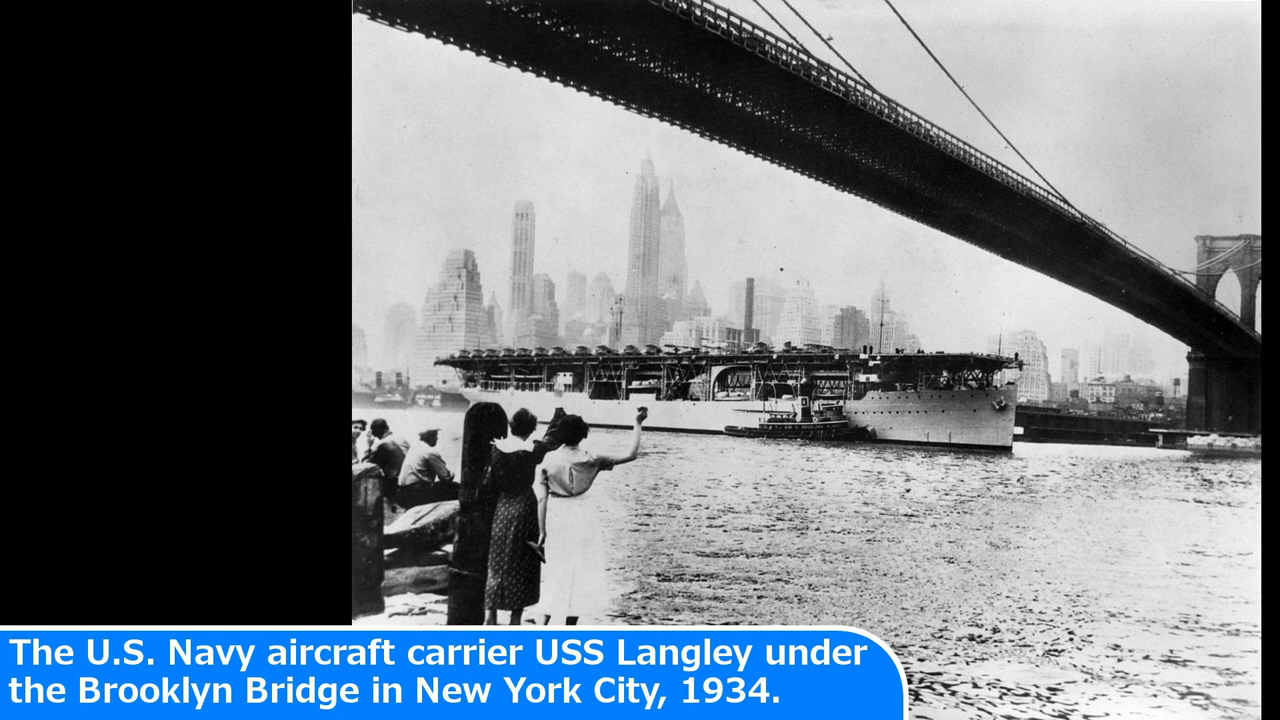 The U.S. Navy aircraft carrier USS Langley under
the Brooklyn Bridge in New York City, 1934.